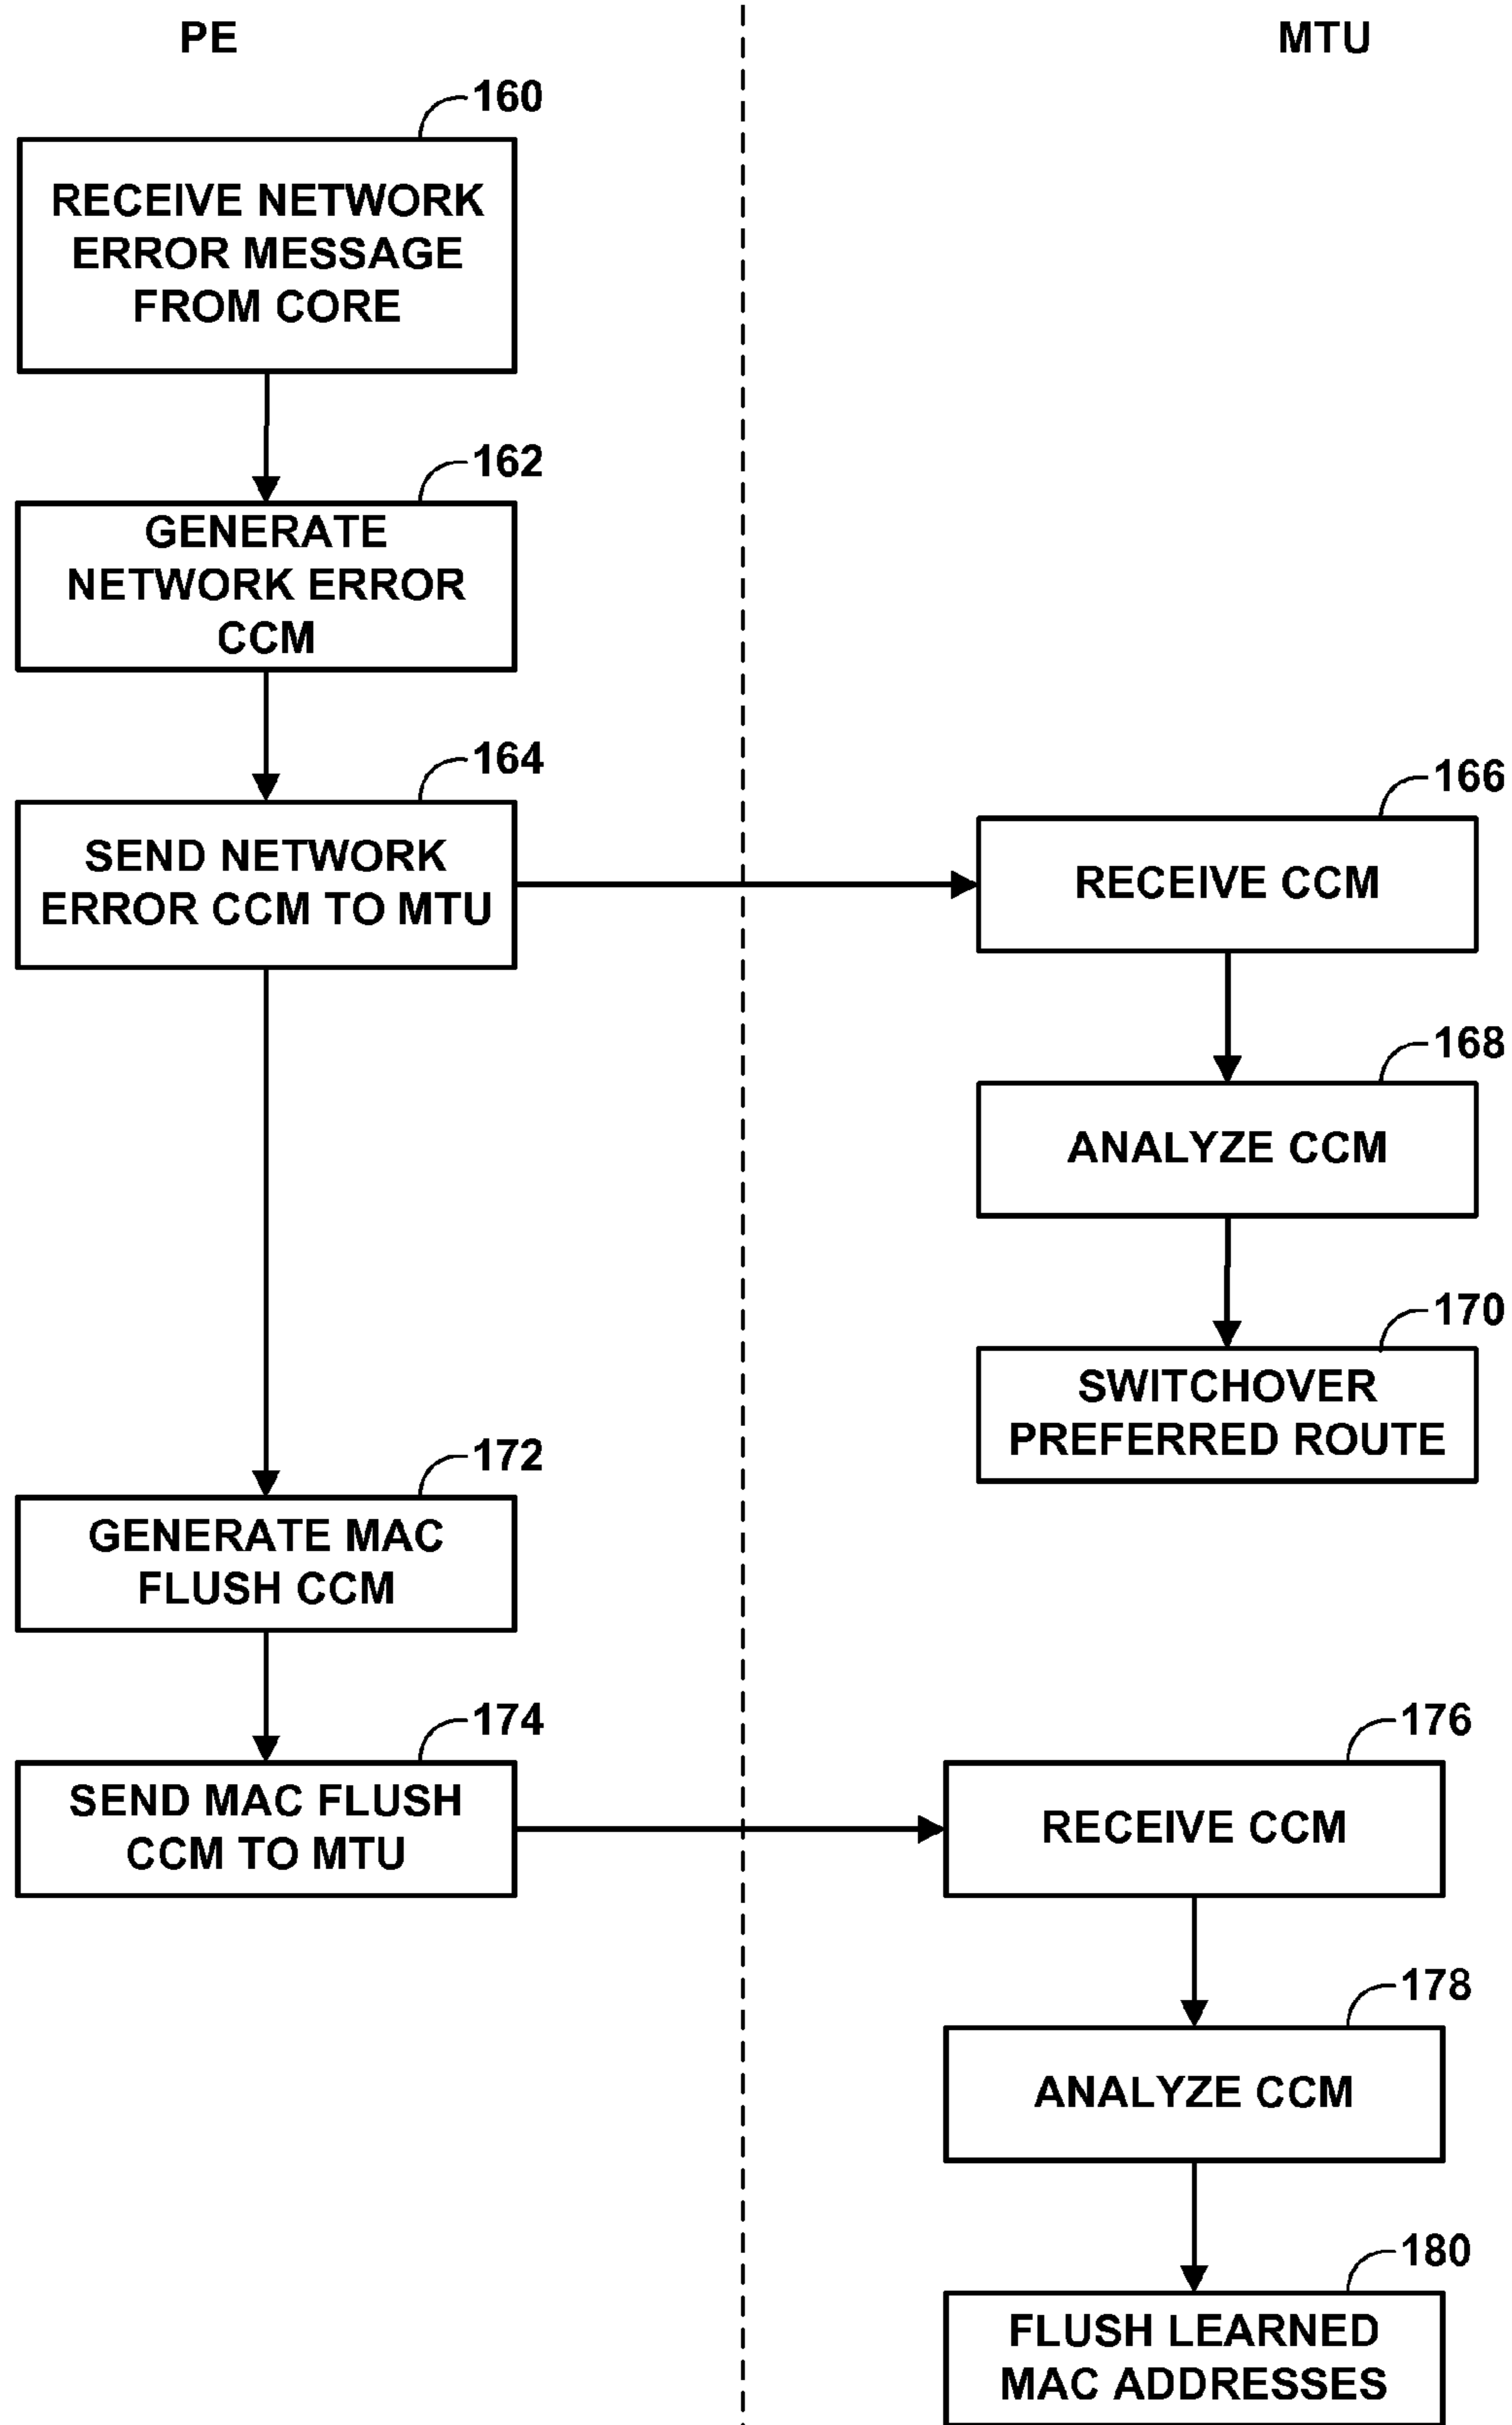 PE
MTU
160
RECEIVE NETWORK
ERROR MESSAGE
FROM CORE
162
GENERATE
NETWORK ERROR
CCM
164
SEND NETWORK
ERROR CCM TO MTU
166
RECEIVE CCM
168
ANALYZE CCM
170
SWITCHOVER
PREFERRED ROUTE
172
GENERATE MAC
FLUSH CCM
174
SEND MAC FLUSH
CCM TO MTU
176
RECEIVE CCM
178
ANALYZE CCM
180
FLUSH LEARNED
MAC ADDRESSES